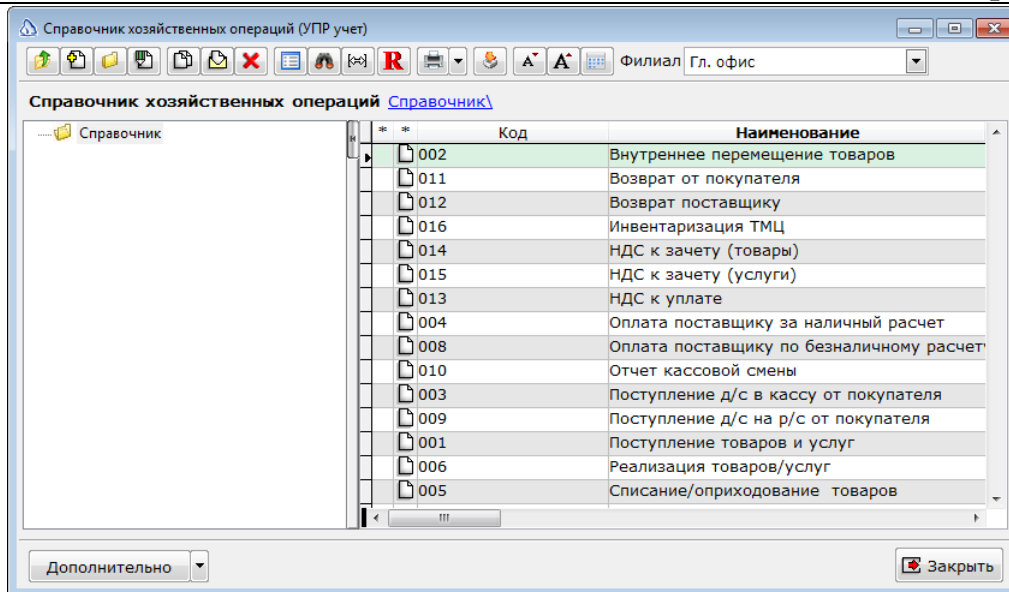 Справочник хозяйственных операций (УПР учет)
R A A Филиал Гл. офис
Справочник хозяйственных операций Справочник\
Справочник
* * Код Наименование
002 Внутреннее перемещение товаров
011 Возврат от покупателя
012 Возврат поставщику
016 Инвентаризация ТМЦ
014 НДС к зачету (товары)
015 НДС к зачету (услуги)
013 НДС к уплате
004 Оплата поставщику за наличный расчет
008 Оплата поставщику по безналичному расчет
010 Отчет кассовой смены
003 Поступление д/с в кассу от покупателя
009 Поступление д/с на р/с от покупателя
001 Поступление товаров и услуг
006 Реализация товаров/услуг
005 Списание/оприходование товаров
Дополнительно Закрыть